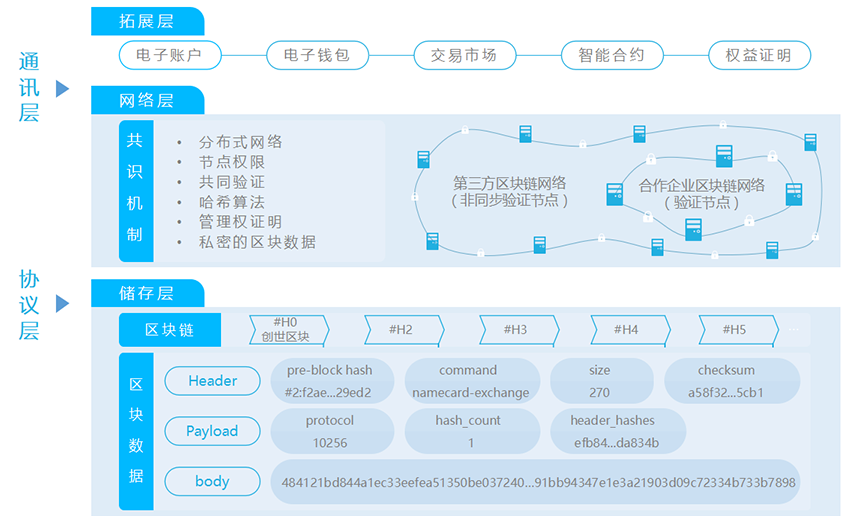 拓展层
电子账户
电子钱包
交易市场
智能合约
权益证明
通讯层
网络层
共识机制
• 分布式网络
• 节点权限
• 共同验证
• 哈希算法
• 管理权证明
• 私密的区块数据
第三方区块链网络
（非同步验证节点）
合作企业区块链网络
（验证节点）
协议层
储存层
区块链
#H0
创世区块
#H2
#H3
#H4
#H5
...
区块数据
Header
pre-block hash
#2:f2ae...29ed2
command
namecard-exchange
size
270
checksum
a58f32...5cb1
Payload
protocol
10256
hash_count
1
header_hashes
efb84...da834b
body
484121bd844a1ec33eefea51350be037240...91bb94347e1e3a21903d09c72334b733b7898